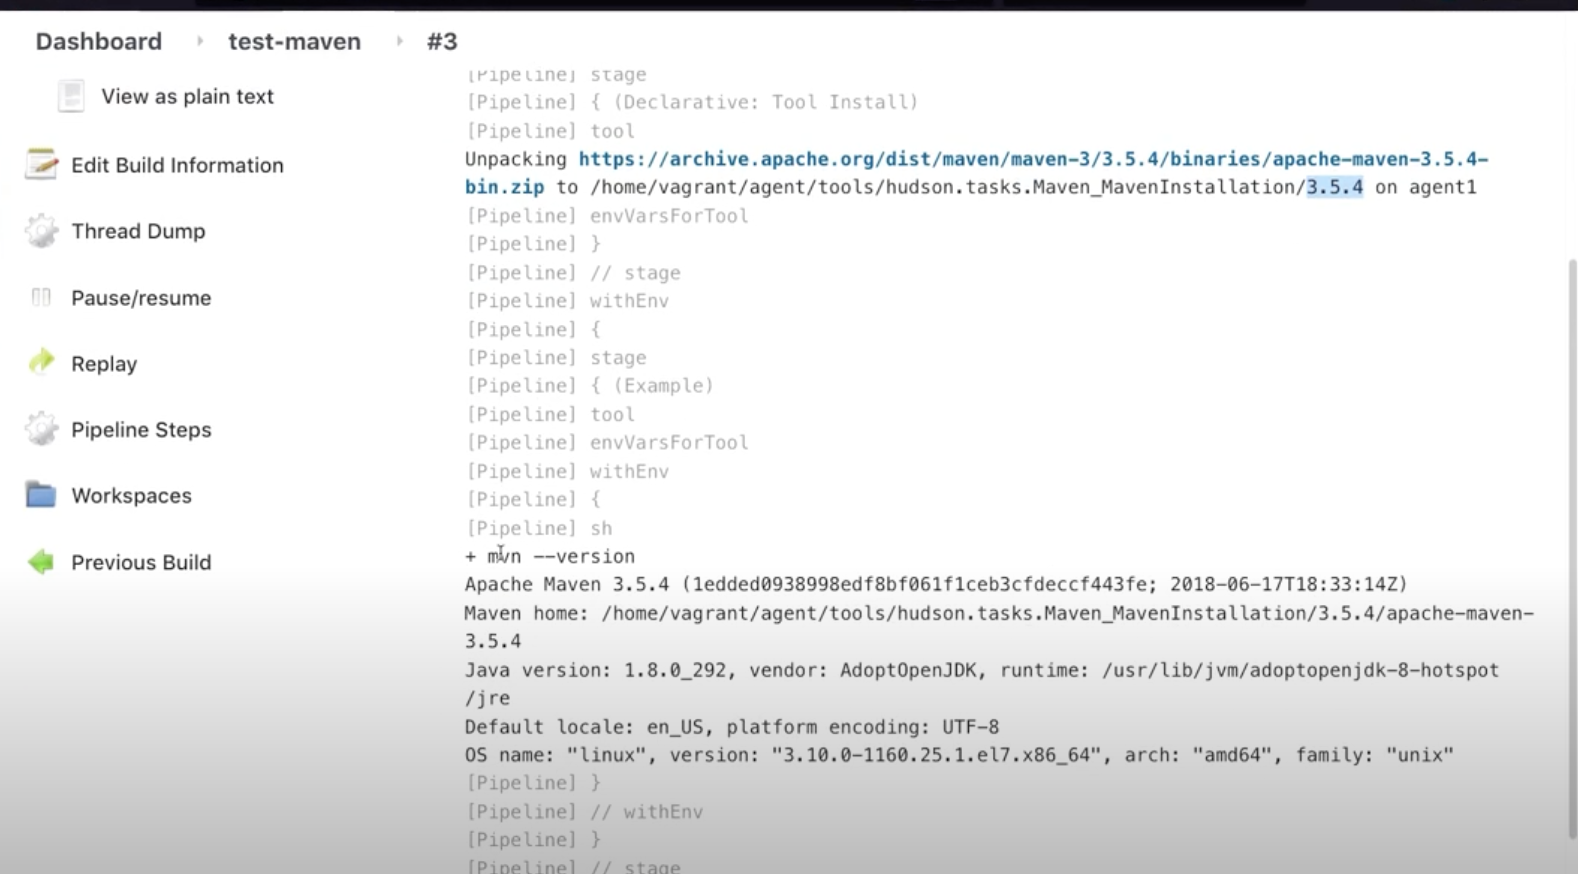 Dashboard test-maven #3
View as plain text
Edit Build Information
Thread Dump
Pause/resume
Replay
Pipeline Steps
Workspaces
Previous Build
[Pipeline] stage
[Pipeline] { (Declarative: Tool Install)
[Pipeline] tool
Unpacking https://archive.apache.org/dist/maven/maven-3/3.5.4/binaries/apache-maven-3.5.4-
bin.zip to /home/vagrant/agent/tools/hudson.tasks.Maven_MavenInstallation/3.5.4 on agent1
[Pipeline] envVarsForTool
[Pipeline] }
[Pipeline] // stage
[Pipeline] withEnv
[Pipeline] {
[Pipeline] stage
[Pipeline] { (Example)
[Pipeline] tool
[Pipeline] envVarsForTool
[Pipeline] withEnv
[Pipeline] {
[Pipeline] sh
+ mvn --version
Apache Maven 3.5.4 (1edded0938998edf8bf061f1ceb3cfdeccf443fe; 2018-06-17T18:33:14Z)
Maven home: /home/vagrant/agent/tools/hudson.tasks.Maven_MavenInstallation/3.5.4/apache-maven-
3.5.4
Java version: 1.8.0_292, vendor: AdoptOpenJDK, runtime: /usr/lib/jvm/adoptopenjdk-8-hotspot
/jre
Default locale: en_US, platform encoding: UTF-8
OS name: "linux", version: "3.10.0-1160.25.1.el7.x86_64", arch: "amd64", family: "unix"
[Pipeline] }
[Pipeline] // withEnv
[Pipeline] }
[Pipeline] // stage